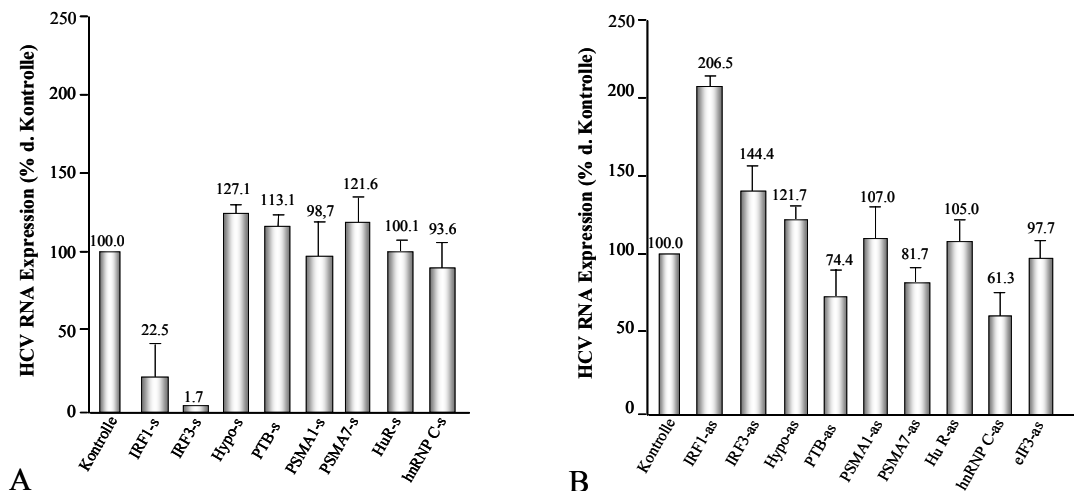 HCV RNA Expression (% d. Kontrolle)
250
200
150
100
50
0
100.0
22.5
1.7
127.1
113.1
98,7
121.6
100.1
93.6
Kontrolle
IRF1-s
IRF3-s
Hypo-s
PTB-s
PSMA1-s
PSMA7-s
HuR-s
hnRNP C-s
A
HCV RNA Expression (% d. Kontrolle)
250
200
150
100
50
0
100.0
206.5
144.4
121.7
74.4
107.0
81.7
105.0
61.3
97.7
Kontrolle
IRF1-as
IRF3-as
Hypo-as
PTB-as
PSMA1-as
PSMA7-as
Hu R-as
hnRNP C-as
eIF3-as
B